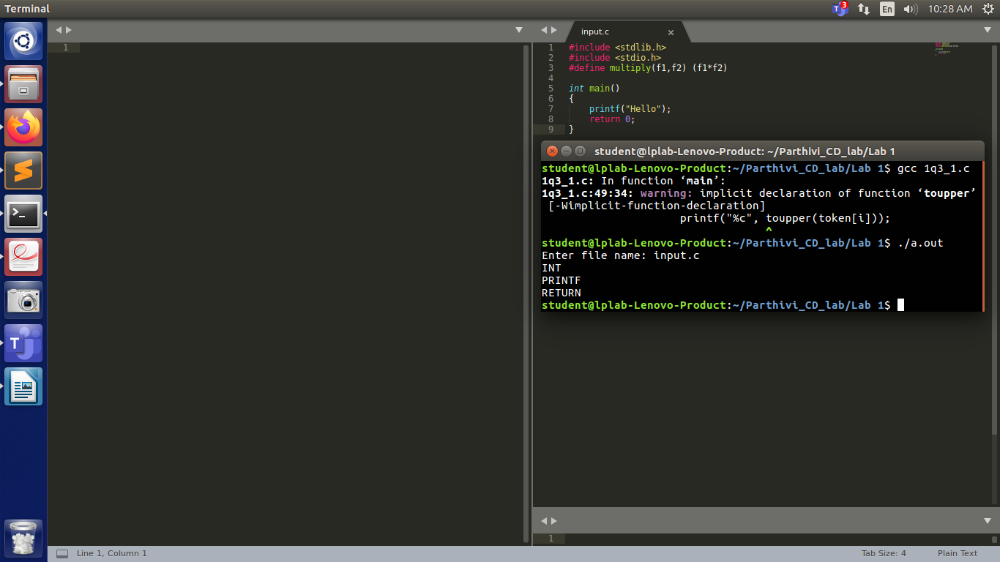 Terminal
3
En
10:28 AM
1
input.c
1 #include <stdlib.h>
2 #include <stdio.h>
3 #define multiply(f1,f2) (f1*f2)
4
5 int main()
6 {
7     printf("Hello");
8     return 0;
9 }
student@lplab-Lenovo-Product: ~/Parthivi_CD_lab/Lab 1
student@lplab-Lenovo-Product:~/Parthivi_CD_lab/Lab 1$ gcc 1q3_1.c
1q3_1.c: In function ‘main’:
1q3_1.c:49:34: warning: implicit declaration of function ‘toupper’
[-Wimplicit-function-declaration]
printf("%c", toupper(token[i]));
^
student@lplab-Lenovo-Product:~/Parthivi_CD_lab/Lab 1$ ./a.out
Enter file name: input.c
INT
PRINTF
RETURN
student@lplab-Lenovo-Product:~/Parthivi_CD_lab/Lab 1$
1
Line 1, Column 1
Tab Size: 4
Plain Text